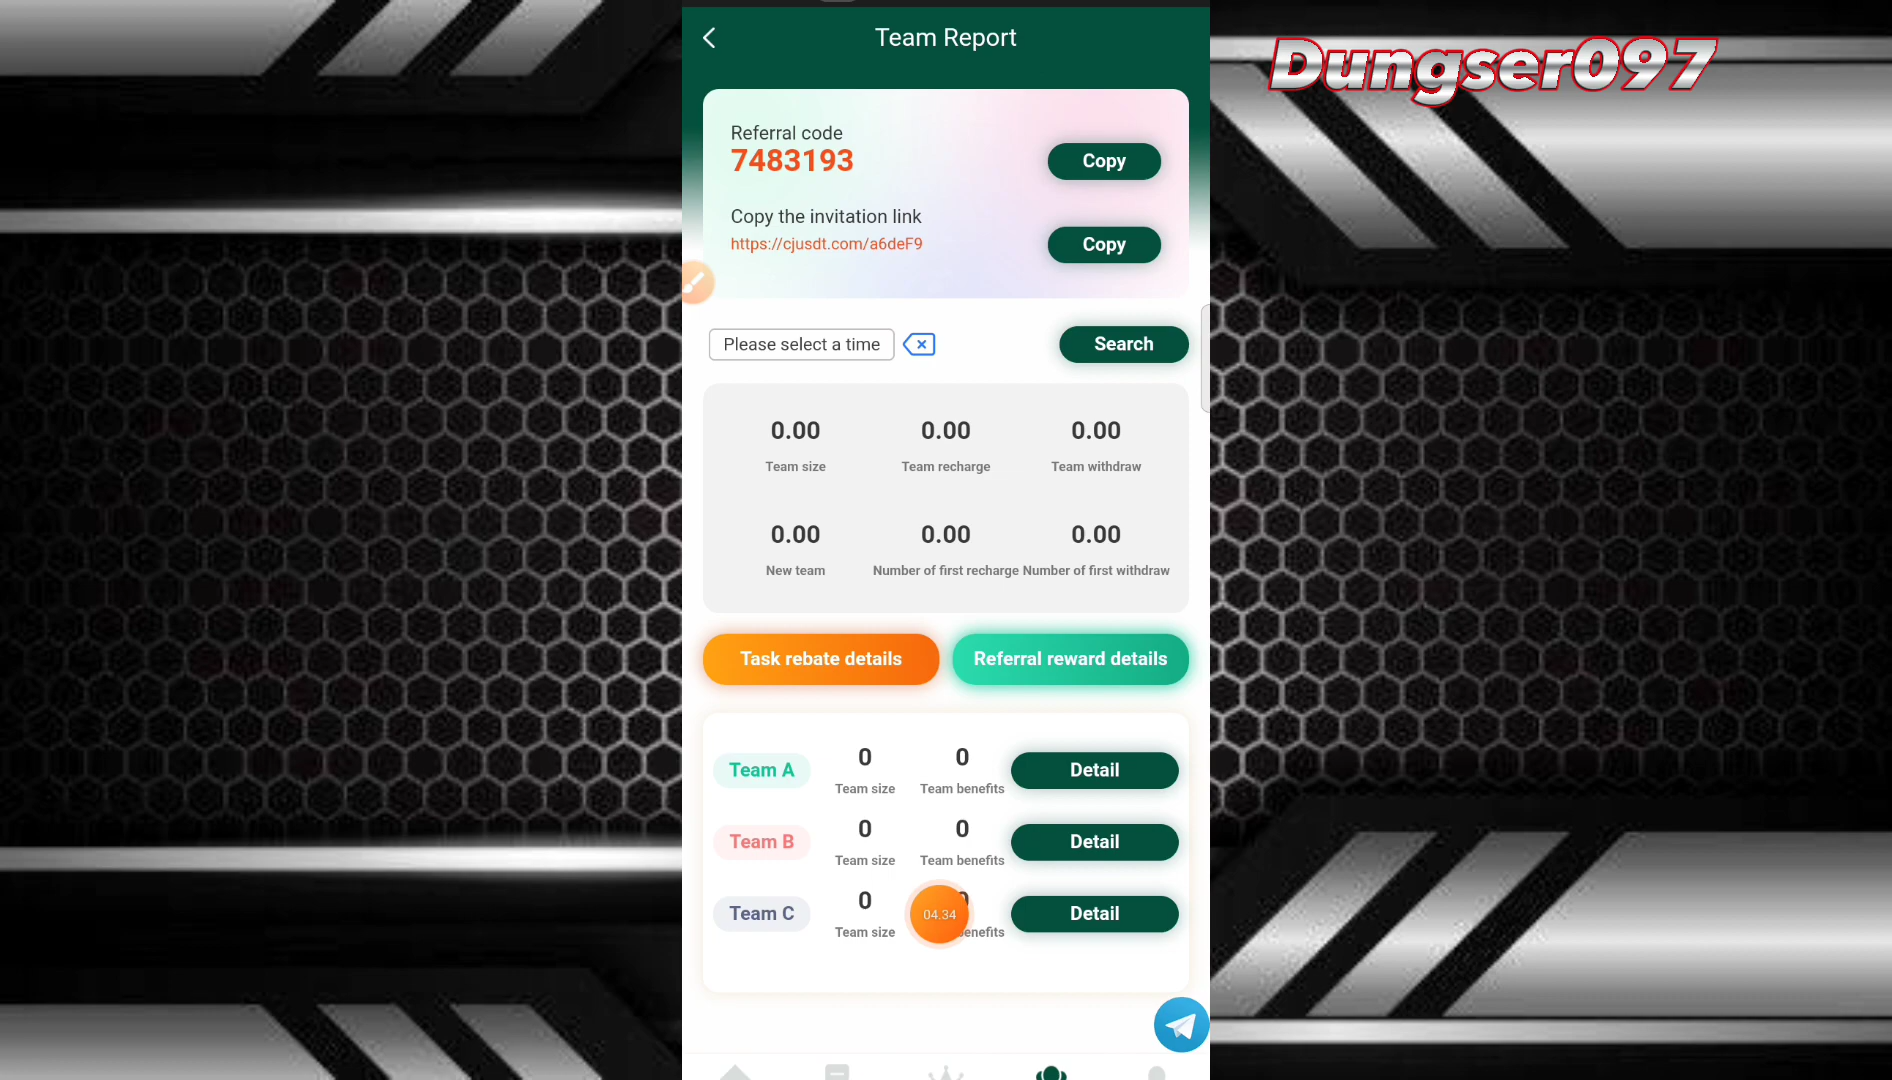 Team Report
Dungser097
Referral code
7483193
Copy
Copy the invitation link
https://cjusdt.com/a6deF9
Copy
Please select a time
Search
0.00 0.00 0.00
Team size Team recharge Team withdraw
0.00 0.00 0.00
New team Number of first recharge Number of first withdraw
Task rebate details Referral reward details
Team A 0 0 Detail
Team size Team benefits
Team B 0 0 Detail
Team size Team benefits
Team C 0 Detail
04:34
Team size benefits